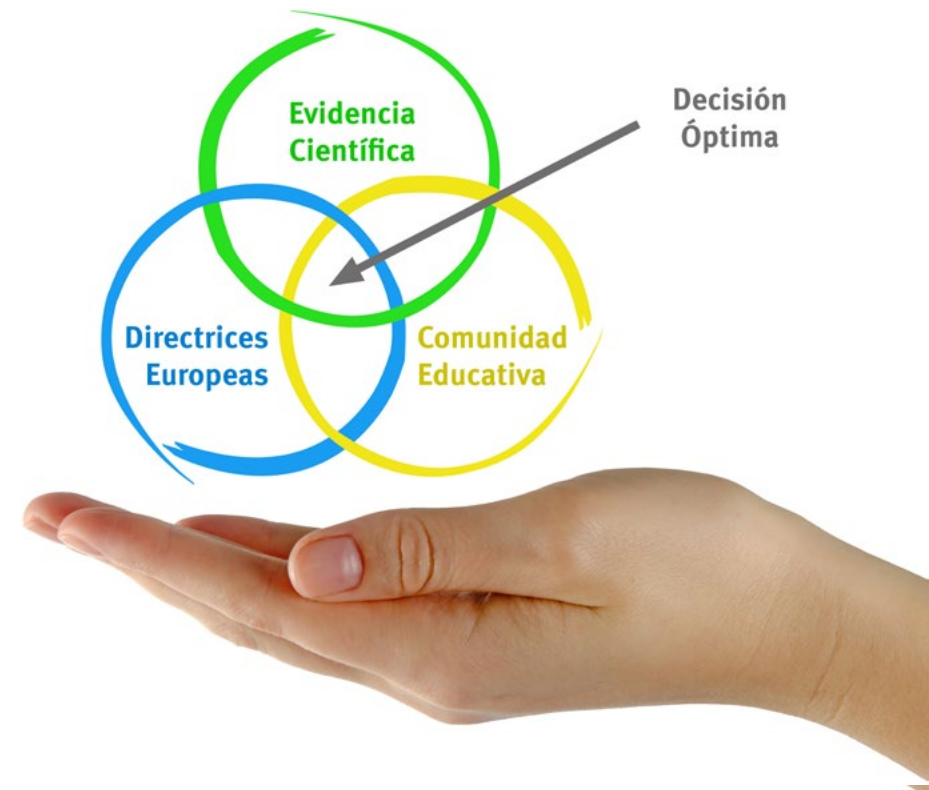 Evidencia
Científica
Decisión
Óptima
Directrices
Europeas
Comunidad
Educativa